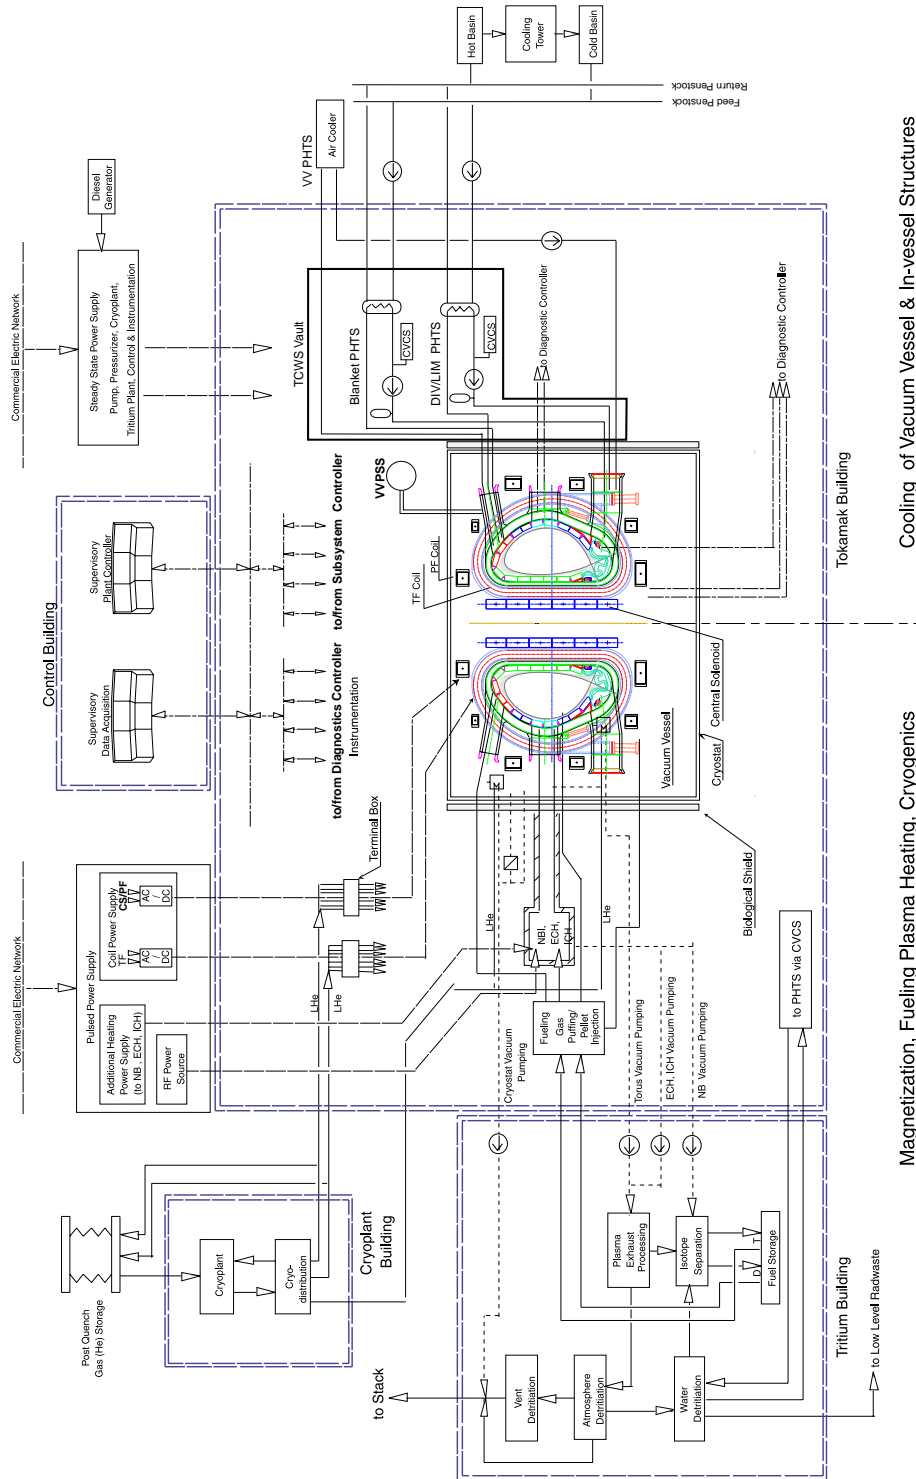 Commercial Electric Network
Commercial Electric Network
Post Quench
Gas (He) Storage
Pulsed Power Supply
Additional Heating
Power Supply
(to NB , ECH, ICH)
RF Power
Source
Coil Power Supply
TF
CS/PF
AC
/
DC
AC
/
DC
Control Building
Supervisory
Data Acquisition
Supervisory
Plant Controller
Steady State Power Supply
Pump, Pressurizer, Cryoplant,
Tritium Plant, Control & Instrumentation
Diesel
Generator
Cryoplant
Cryo-
distribution
Cryoplant
Building
LHe
LHe
Terminal Box
to/from Diagnostics Controller
Instrumentation
to/from Subsystem Controller
TCWS Vault
VV PHTS
Air Cooler
Hot Basin
Cooling
Tower
Cold Basin
Return Penstock
Feed Penstock
Blanket PHTS
CVCS
DIV/LIM PHTS
CVCS
VVPSS
to Stack
Cryostat Vacuum
Pumping
LHe
NBI,
ECH,
ICH
Fueling
Gas
Puffing/
Pellet
Injection
LHe
TF Coil
PF Coil
to Diagnostic Controller
Vent
Detritiation
Atmosphere
Detritiation
Water
Detritiation
Plasma
Exhaust
Processing
Isotope
Separation
D
T
Fuel Storage
Torus Vacuum Pumping
ECH, ICH Vacuum Pumping
NB Vacuum Pumping
Vacuum Vessel
Cryostat
Central Solenoid
Biological Shield
to Diagnostic Controller
to PHTS via CVCS
Tritium Building
Tokamak Building
to Low Level Radwaste
Magnetization, Fueling Plasma Heating, Cryogenics
Cooling of Vacuum Vessel & In-vessel Structures